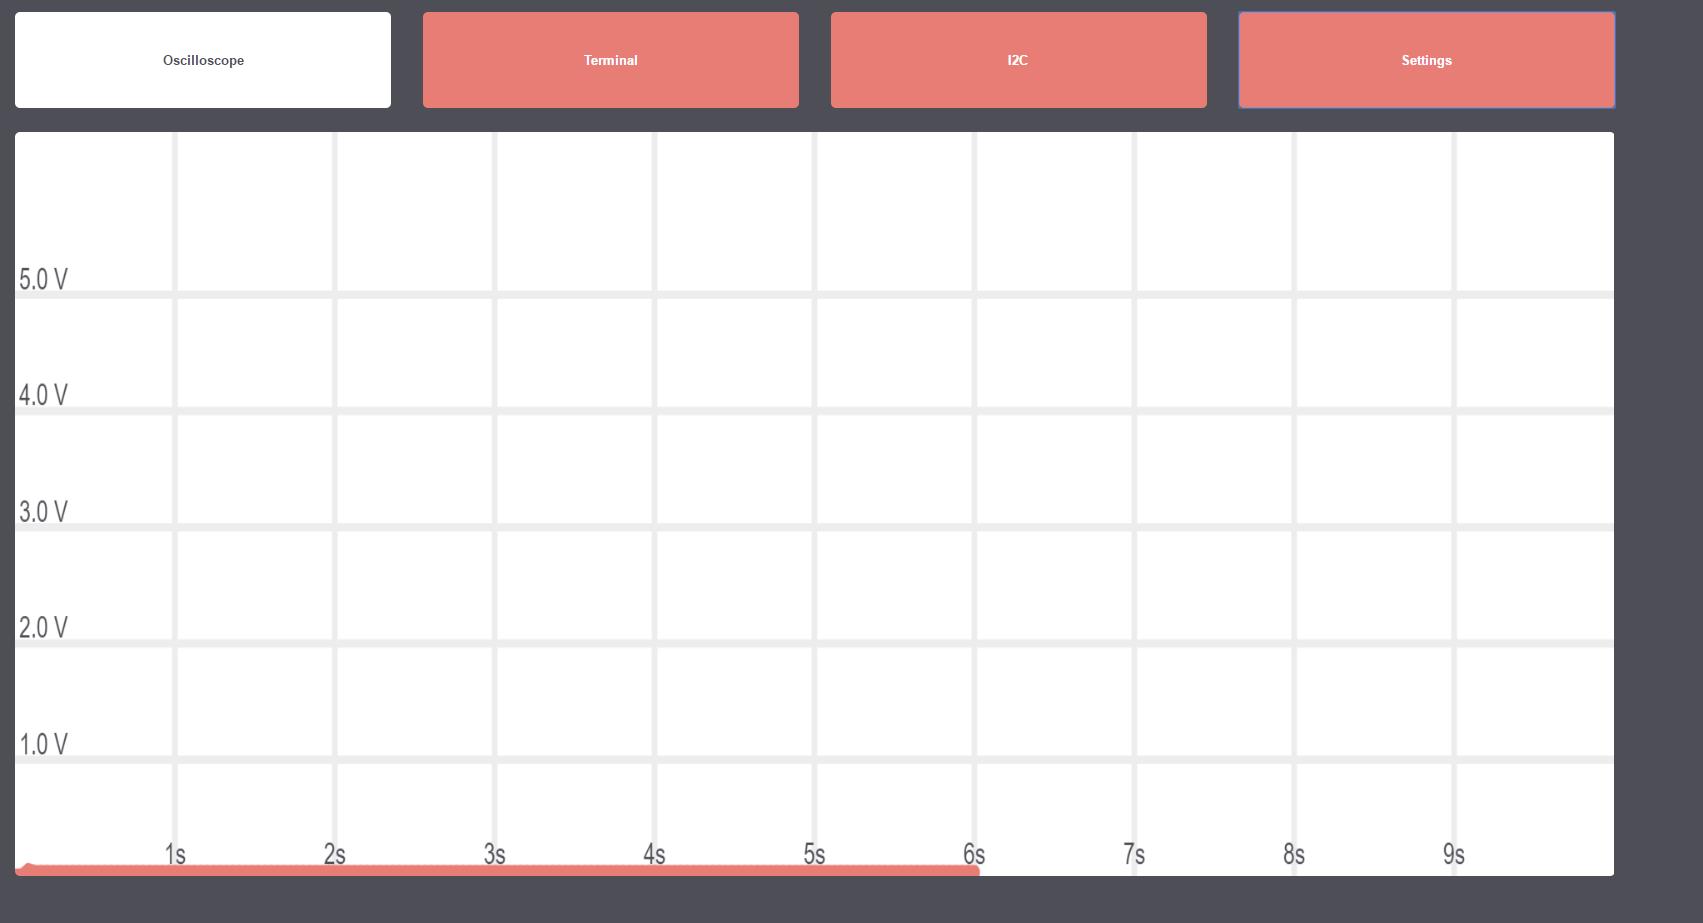 Oscilloscope
Terminal
I2C
Settings
5.0 V
4.0 V
3.0 V
2.0 V
1.0 V
1s 2s 3s 4s 5s 6s 7s 8s 9s